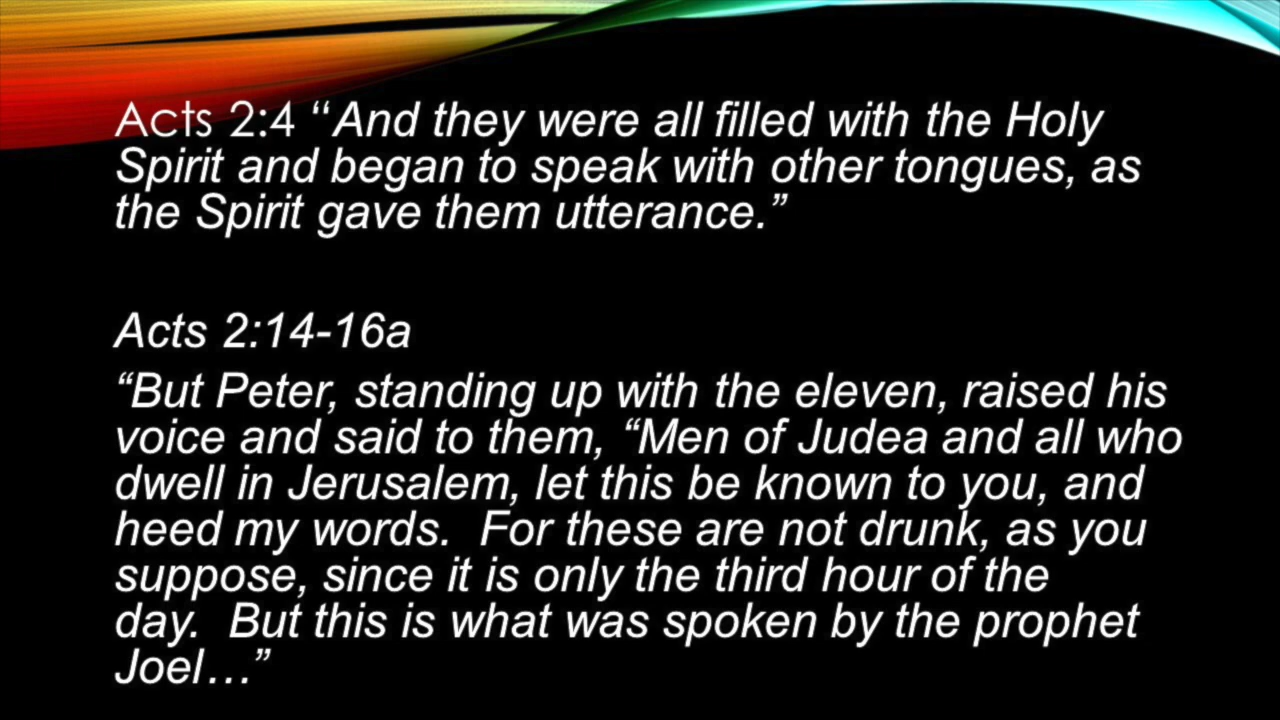 Acts 2:4 “And they were all filled with the Holy
Spirit and began to speak with other tongues, as
the Spirit gave them utterance.”
Acts 2:14-16a
“But Peter, standing up with the eleven, raised his
voice and said to them, “Men of Judea and all who
dwell in Jerusalem, let this be known to you, and
heed my words.  For these are not drunk, as you
suppose, since it is only the third hour of the
day.  But this is what was spoken by the prophet
Joel…”